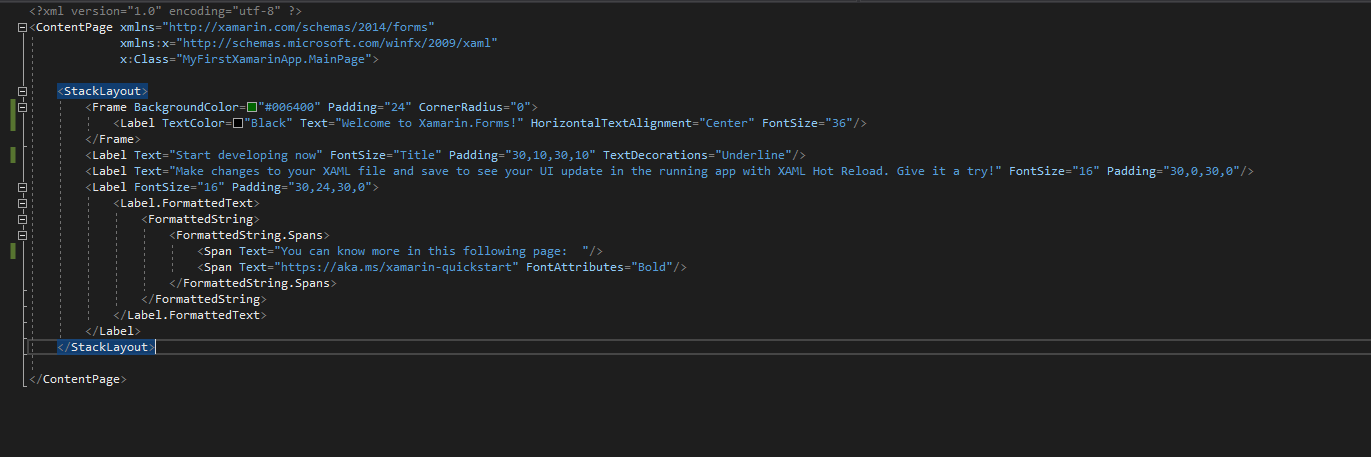 <?xml version="1.0" encoding="utf-8" ?>
<ContentPage xmlns="http://xamarin.com/schemas/2014/forms"
             xmlns:x="http://schemas.microsoft.com/winfx/2009/xaml"
             x:Class="MyFirstXamarinApp.MainPage">
    <StackLayout>
        <Frame BackgroundColor="#006400" Padding="24" CornerRadius="0">
            <Label TextColor="Black" Text="Welcome to Xamarin.Forms!" HorizontalTextAlignment="Center" FontSize="36"/>
        </Frame>
        <Label Text="Start developing now" FontSize="Title" Padding="30,10,30,10" TextDecorations="Underline"/>
        <Label Text="Make changes to your XAML file and save to see your UI update in the running app with XAML Hot Reload. Give it a try!" FontSize="16" Padding="30,0,30,0"/>
        <Label FontSize="16" Padding="30,24,30,0">
            <Label.FormattedText>
                <FormattedString>
                    <FormattedString.Spans>
                        <Span Text="You can know more in this following page:  "/>
                        <Span Text="https://aka.ms/xamarin-quickstart" FontAttributes="Bold"/>
                    </FormattedString.Spans>
                </FormattedString>
            </Label.FormattedText>
        </Label>
    </StackLayout>
</ContentPage>